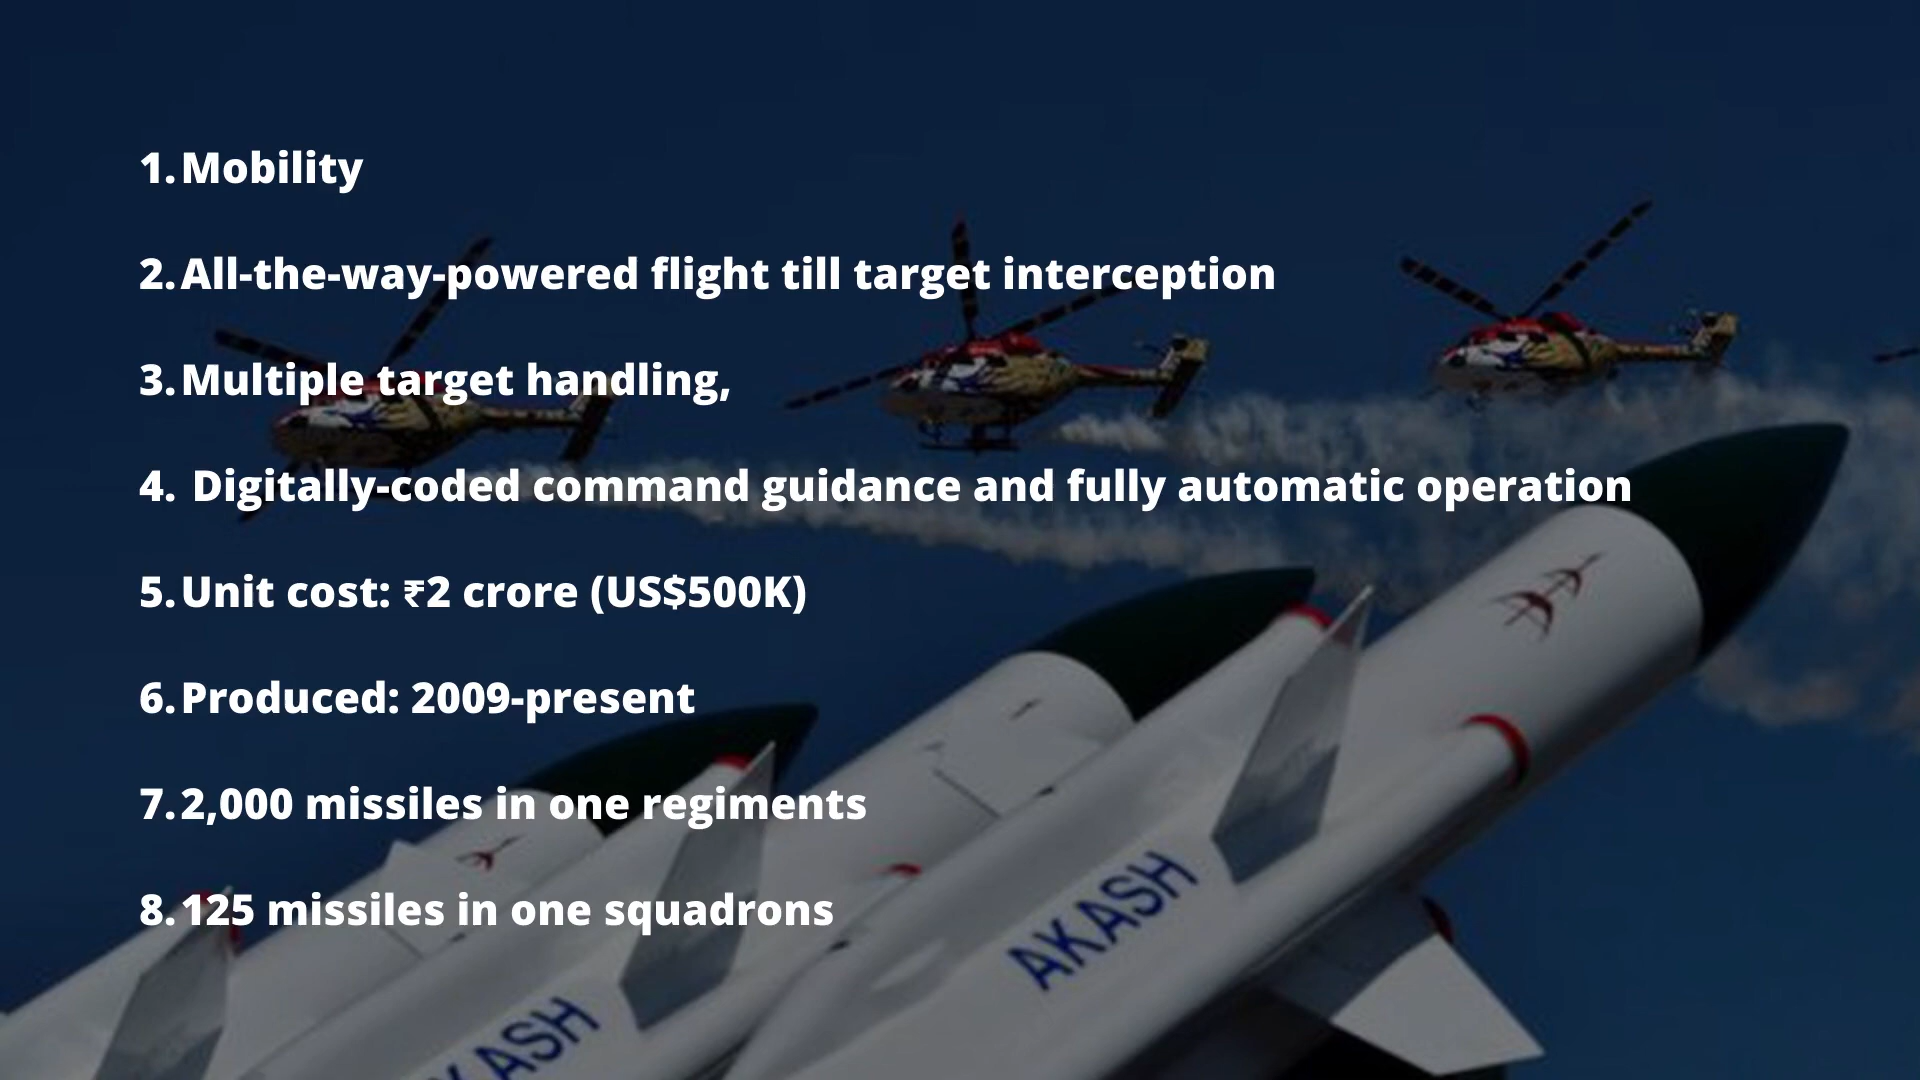 1. Mobility
2. All-the-way-powered flight till target interception
3. Multiple target handling,
4. Digitally-coded command guidance and fully automatic operation
5. Unit cost: ₹2 crore (US$500K)
6. Produced: 2009-present
7. 2,000 missiles in one regiments
8. 125 missiles in one squadrons
AKASH
KASH